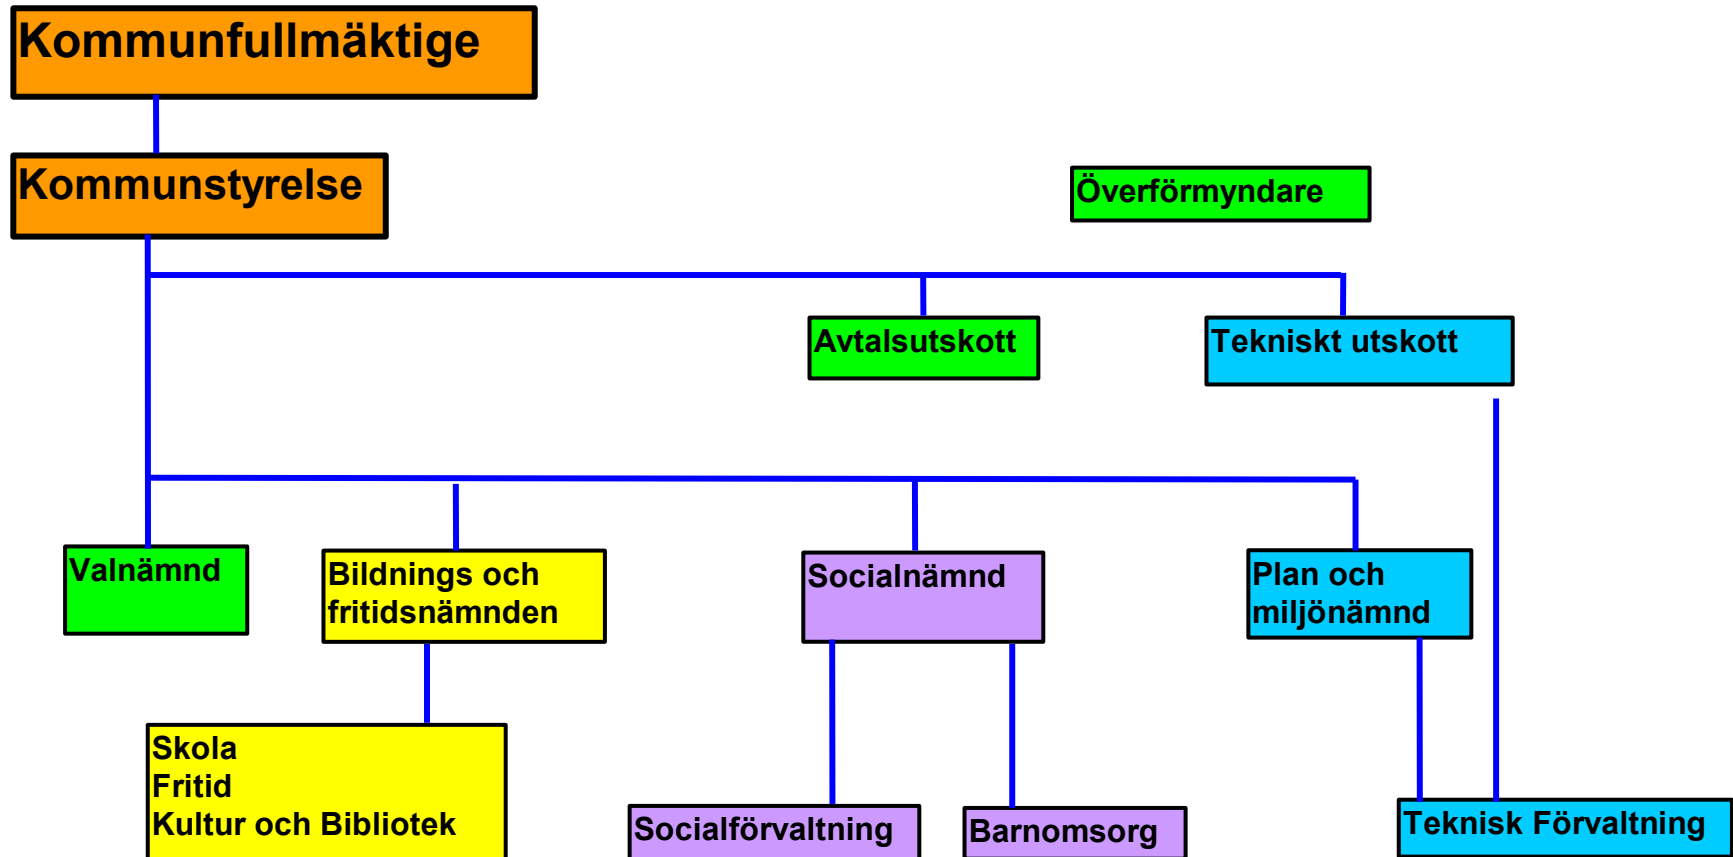 Kommunfullmäktige
Kommunstyrelse
Överförmyndare
Avtalsutskott
Tekniskt utskott
Valnämnd
Bildnings och
fritidsnämnden
Socialnämnd
Plan och
miljönämnd
Skola
Fritid
Kultur och Bibliotek
Socialförvaltning
Barnomsorg
Teknisk Förvaltning